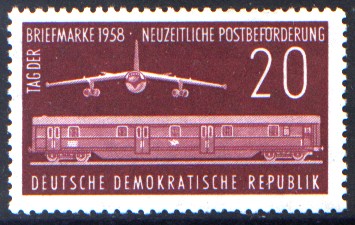 TAG DER
BRIEFMARKE 1958 · NEUZEITLICHE POSTBEFÖRDERUNG
20
DEUTSCHE DEMOKRATISCHE REPUBLIK